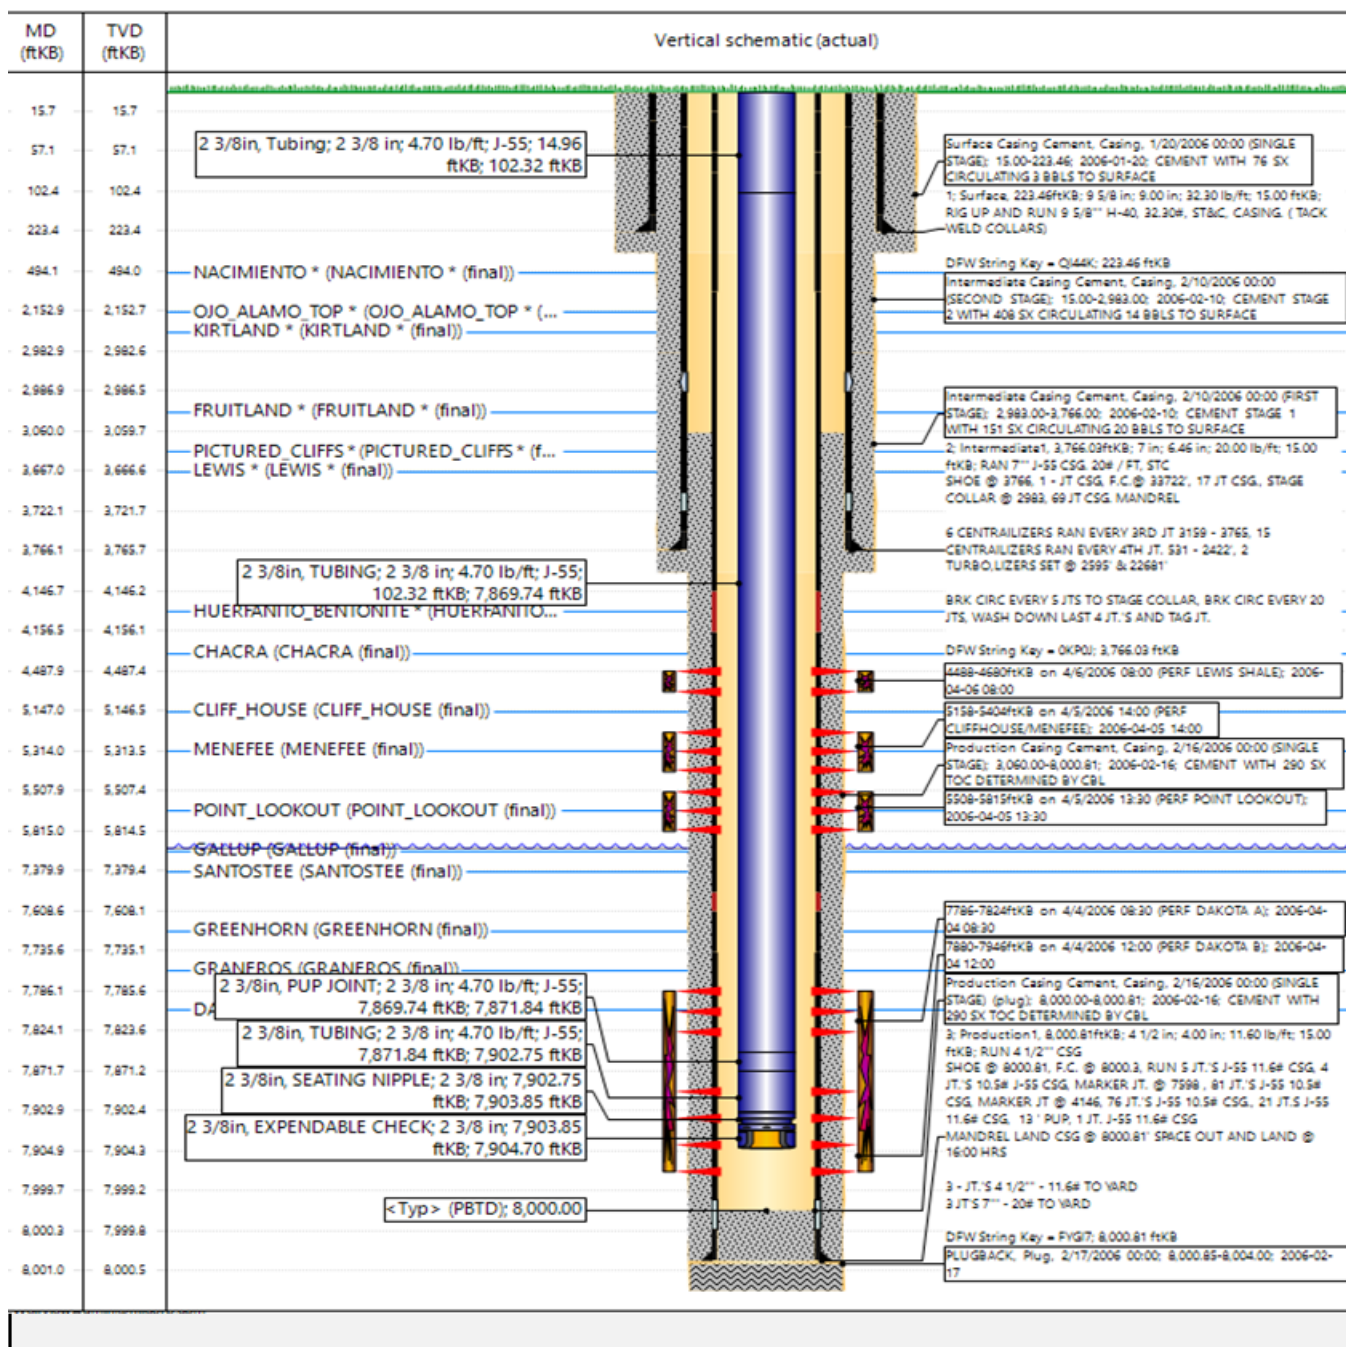 MD
(ftKB)
TVD
(ftKB)
Vertical schematic (actual)
15.7 15.7
57.1 57.1
102.4 102.4
223.4 223.4
494.1 494.0
2,152.9 2,152.7
2,982.9 2,982.6
2,986.9 2,986.5
3,060.0 3,059.7
3,667.0 3,666.6
3,722.1 3,721.7
3,766.1 3,765.7
4,146.7 4,146.2
4,156.5 4,156.1
4,487.9 4,487.4
5,147.0 5,146.5
5,314.0 5,313.5
5,507.9 5,507.4
5,815.0 5,814.5
7,379.9 7,379.4
7,608.6 7,608.1
7,735.6 7,735.1
7,786.1 7,785.6
7,824.1 7,823.6
7,871.7 7,871.2
7,902.9 7,902.4
7,904.9 7,904.3
7,999.7 7,999.2
8,000.3 7,999.8
8,001.0 8,000.5
2 3/8in, Tubing; 2 3/8 in; 4.70 lb/ft; J-55; 14.96
ftKB; 102.32 ftKB
NACIMIENTO * (NACIMIENTO * (final))
OJO_ALAMO_TOP * (OJO_ALAMO_TOP * (...
KIRTLAND * (KIRTLAND * (final))
FRUITLAND * (FRUITLAND * (final))
PICTURED_CLIFFS * (PICTURED_CLIFFS * (f...
LEWIS * (LEWIS * (final))
2 3/8in, TUBING; 2 3/8 in; 4.70 lb/ft; J-55;
102.32 ftKB; 7,869.74 ftKB
HUERFANITO_BENTONITE * (HUERFANITO...
CHACRA (CHACRA (final))
CLIFF_HOUSE (CLIFF_HOUSE (final))
MENEFEE (MENEFEE (final))
POINT_LOOKOUT (POINT_LOOKOUT (final))
GALLUP (GALLUP (final))
SANTOSTEE (SANTOSTEE (final))
GREENHORN (GREENHORN (final))
GRANEROS (GRANEROS (final))
2 3/8in, PUP JOINT; 2 3/8 in; 4.70 lb/ft; J-55;
7,869.74 ftKB; 7,871.84 ftKB
DA
2 3/8in, TUBING; 2 3/8 in; 4.70 lb/ft; J-55;
7,871.84 ftKB; 7,902.75 ftKB
2 3/8in, SEATING NIPPLE; 2 3/8 in; 7,902.75
ftKB; 7,903.85 ftKB
2 3/8in, EXPENDABLE CHECK; 2 3/8 in; 7,903.85
ftKB; 7,904.70 ftKB
<Typ> (PBTD); 8,000.00
Surface Casing Cement, Casing, 1/20/2006 00:00 (SINGLE
STAGE); 15.00-223.46; 2006-01-20; CEMENT WITH 76 SX
CIRCULATING 3 BBLS TO SURFACE
1; Surface, 223.46ftKB; 9 5/8 in; 9.00 in; 32.30 lb/ft; 15.00 ftKB;
RIG UP AND RUN 9 5/8"" H-40, 32.30#, ST&C, CASING. ( TACK
WELD COLLARS)
DFW String Key = QI44K; 223.46 ftKB
Intermediate Casing Cement, Casing, 2/10/2006 00:00
(SECOND STAGE); 15.00-2,983.00; 2006-02-10; CEMENT STAGE
2 WITH 408 SX CIRCULATING 14 BBLS TO SURFACE
Intermediate Casing Cement, Casing, 2/10/2006 00:00 (FIRST
STAGE); 2,983.00-3,766.00; 2006-02-10; CEMENT STAGE 1
WITH 151 SX CIRCULATING 20 BBLS TO SURFACE
2; Intermediate1, 3,766.03ftKB; 7 in; 6.46 in; 20.00 lb/ft; 15.00
ftKB; RAN 7"" J-55 CSG. 20# / FT, STC
SHOE @ 3766, 1 - JT CSG, F.C.@ 33722', 17 JT CSG., STAGE
COLLAR @ 2983, 69 JT CSG. MANDREL
6 CENTRAILIZERS RAN EVERY 3RD JT 3159 - 3765, 15
CENTRAILIZERS RAN EVERY 4TH JT. 531 - 2422', 2
TURBO,LIZERS SET @ 2595' & 22681'
BRK CIRC EVERY 5 JTS TO STAGE COLLAR, BRK CIRC EVERY 20
JTS, WASH DOWN LAST 4 JT.'S AND TAG JT.
DFW String Key = 0KP0J; 3,766.03 ftKB
4488-4680ftKB on 4/6/2006 08:00 (PERF LEWIS SHALE); 2006-
04-06 08:00
5158-5404ftKB on 4/5/2006 14:00 (PERF
CLIFFHOUSE/MENEFEE); 2006-04-05 14:00
Production Casing Cement, Casing, 2/16/2006 00:00 (SINGLE
STAGE); 3,060.00-8,000.81; 2006-02-16; CEMENT WITH 290 SX
TOC DETERMINED BY CBL
5508-5815ftKB on 4/5/2006 13:30 (PERF POINT LOOKOUT);
2006-04-05 13:30
7786-7824ftKB on 4/4/2006 08:30 (PERF DAKOTA A); 2006-04-
04 08:30
7880-7946ftKB on 4/4/2006 12:00 (PERF DAKOTA B); 2006-04-
04 12:00
Production Casing Cement, Casing, 2/16/2006 00:00 (SINGLE
STAGE) (plug); 8,000.00-8,000.81; 2006-02-16; CEMENT WITH
290 SX TOC DETERMINED BY CBL
3; Production1, 8,000.81ftKB; 4 1/2 in; 4.00 in; 11.60 lb/ft; 15.00
ftKB; RUN 4 1/2"" CSG
SHOE @ 8000.81, F.C. @ 8000.3, RUN 5 JT.'S J-55 11.6# CSG, 4
JT.'S 10.5# J-55 CSG, MARKER JT. @ 7598 , 81 JT.'S J-55 10.5#
CSG, MARKER JT @ 4146, 76 JT.'S J-55 10.5# CSG., 21 JT.S J-55
11.6# CSG, 13 ' PUP, 1 JT. J-55 11.6# CSG
MANDREL LAND CSG @ 8000.81' SPACE OUT AND LAND @
16:00 HRS
3 - JT.'S 4 1/2"" - 11.6# TO YARD
3 JT'S 7"" - 20# TO YARD
DFW String Key = FYGI7; 8,000.81 ftKB
PLUGBACK, Plug, 2/17/2006 00:00; 8,000.85-8,004.00; 2006-02-
17